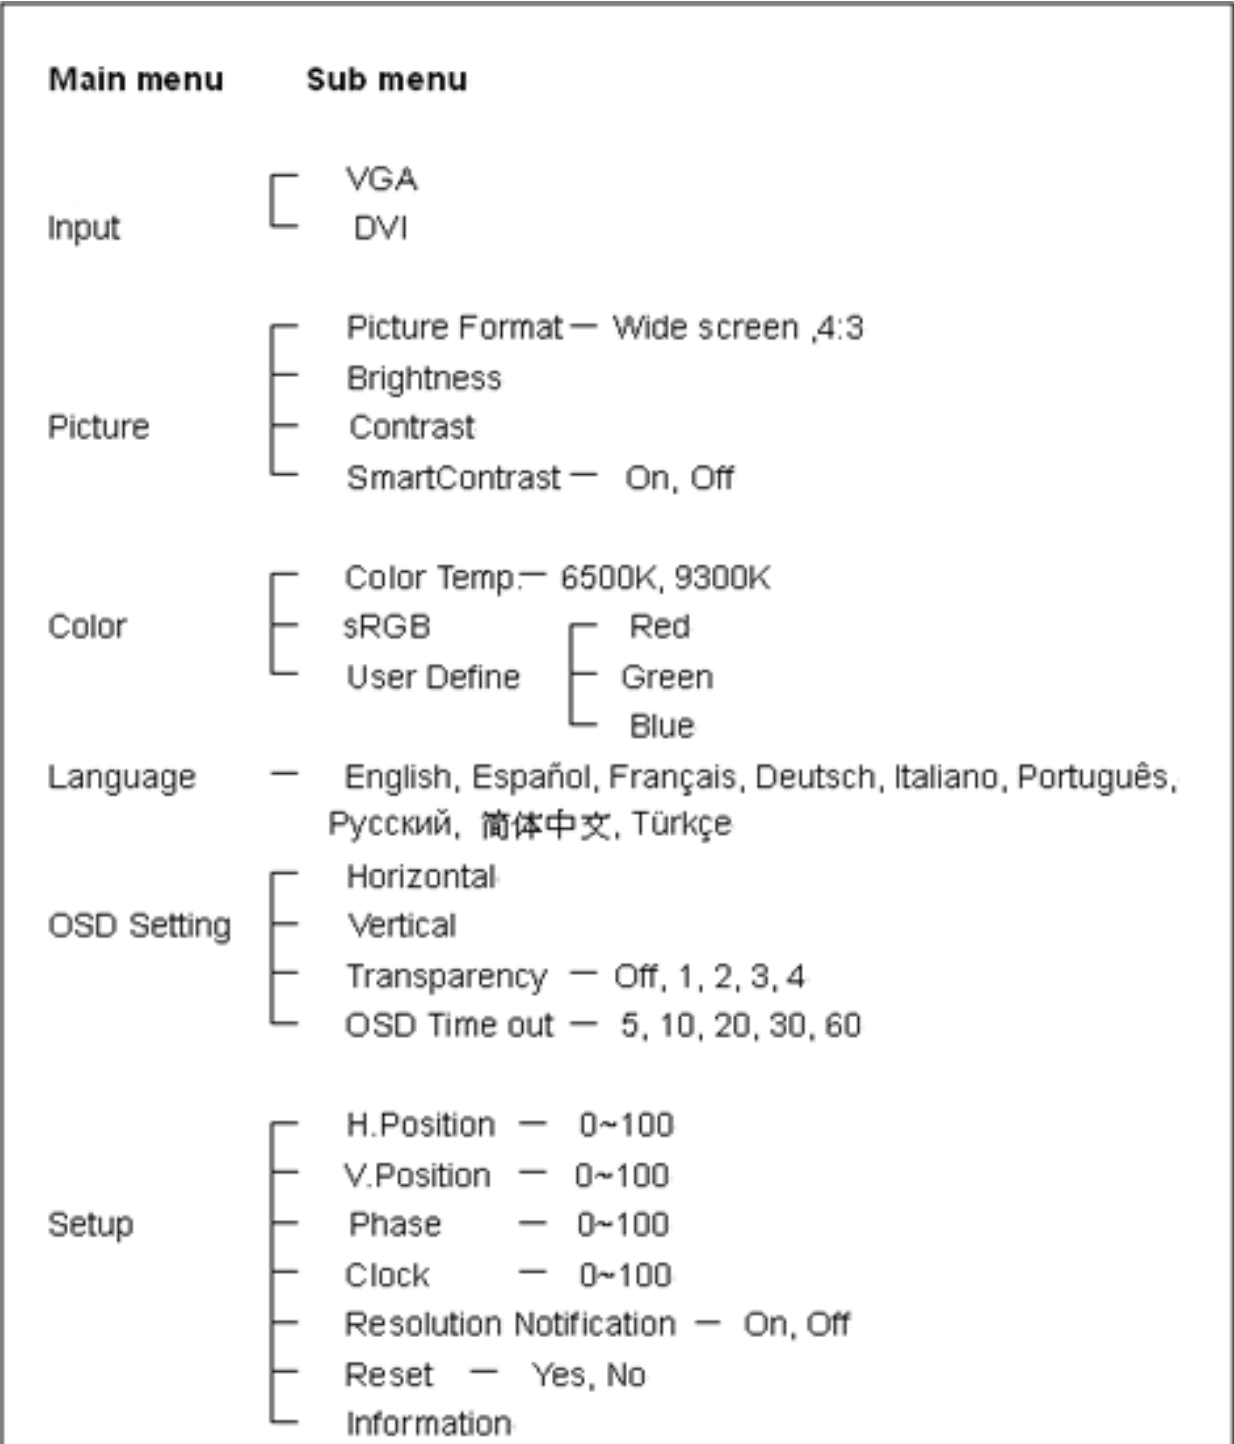 Main menu Sub menu
VGA
Input DVI
Picture Format — Wide screen ,4:3
Brightness
Picture Contrast
SmartContrast — On, Off
Color Temp. — 6500K, 9300K
Color sRGB Red
User Define Green
Blue
Language — English, Español, Français, Deutsch, Italiano, Português,
Русский, 简体中文, Türkçe
Horizontal
OSD Setting Vertical
Transparency — Off, 1, 2, 3, 4
OSD Time out — 5, 10, 20, 30, 60
H.Position — 0~100
V.Position — 0~100
Setup Phase — 0~100
Clock — 0~100
Resolution Notification — On, Off
Reset — Yes, No
Information